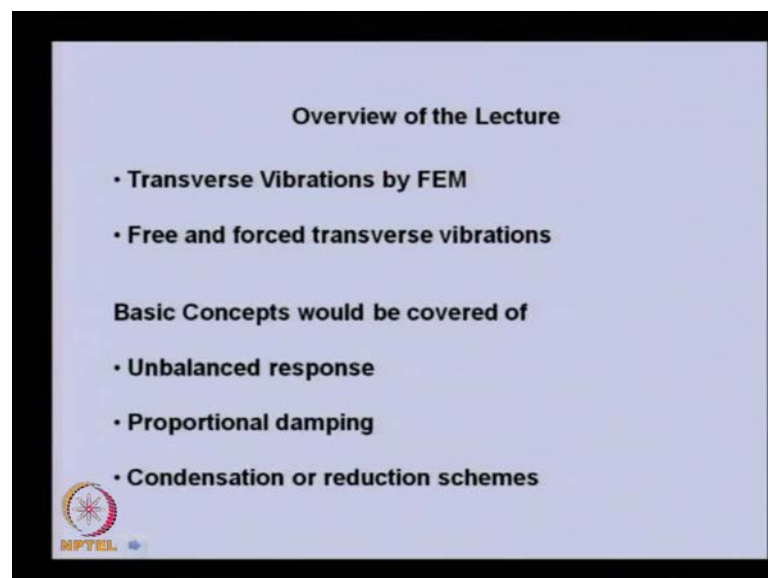 Overview of the Lecture
• Transverse Vibrations by FEM
• Free and forced transverse vibrations
Basic Concepts would be covered of
• Unbalanced response
• Proportional damping
• Condensation or reduction schemes
NPTEL